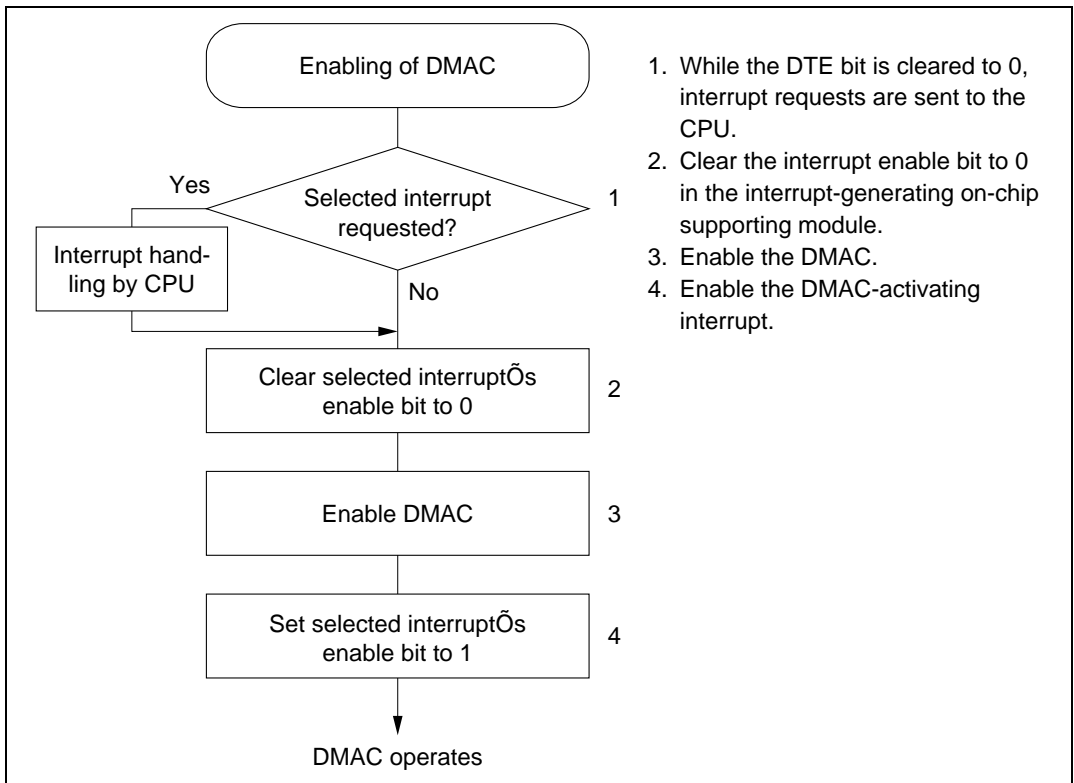 Enabling of DMAC
Yes
Selected interrupt
requested?
1
Interrupt hand-
ling by CPU
No
Clear selected interruptÕs
enable bit to 0
2
Enable DMAC
3
Set selected interruptÕs
enable bit to 1
4
DMAC operates
1. While the DTE bit is cleared to 0,
interrupt requests are sent to the
CPU.
2. Clear the interrupt enable bit to 0
in the interrupt-generating on-chip
supporting module.
3. Enable the DMAC.
4. Enable the DMAC-activating
interrupt.